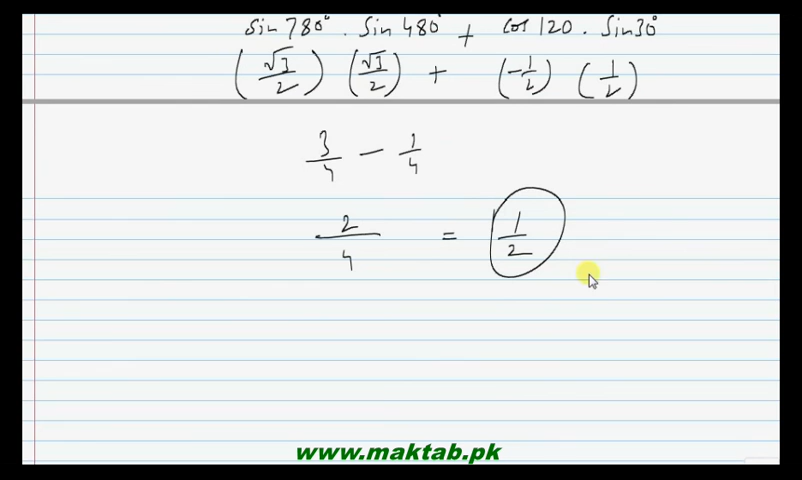 sin 780° . sin 480° + cos 120 . sin 30°
(√3/2) (√3/2) + (-1/2) (1/2)
3/4 - 1/4
2/4 = 1/2
www.maktab.pk